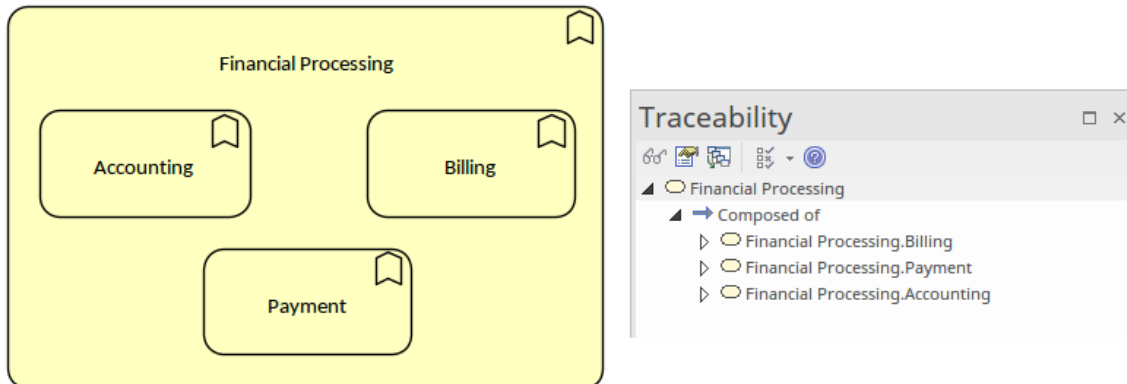 Financial Processing
Accounting
Billing
Payment
Traceability
Financial Processing
Composed of
Financial Processing.Billing
Financial Processing.Payment
Financial Processing.Accounting